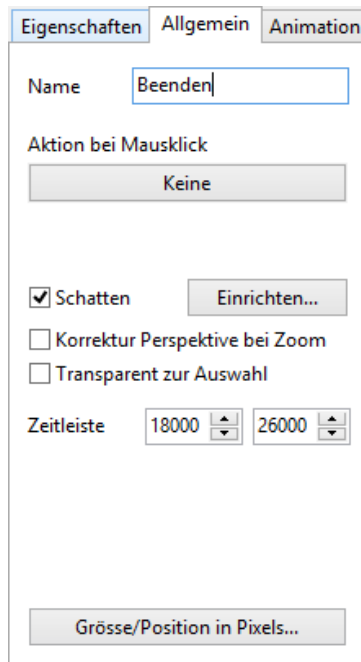 Eigenschaften Allgemein Animation
Name Beenden
Aktion bei Mausklick
Keine
Schatten Einrichten...
Korrektur Perspektive bei Zoom
Transparent zur Auswahl
Zeitleiste 18000 26000
Grösse/Position in Pixels...